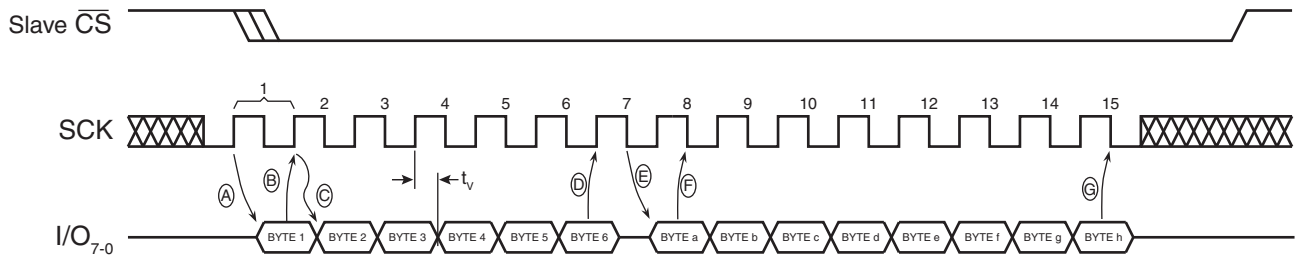 Slave CS
1
2 3 4 5 6 7 8 9 10 11 12 13 14 15
SCK
A B C tV D E F G
I/O7-0
BYTE 1 BYTE 2 BYTE 3 BYTE 4 BYTE 5 BYTE 6 BYTE a BYTE b BYTE c BYTE d BYTE e BYTE f BYTE g BYTE h